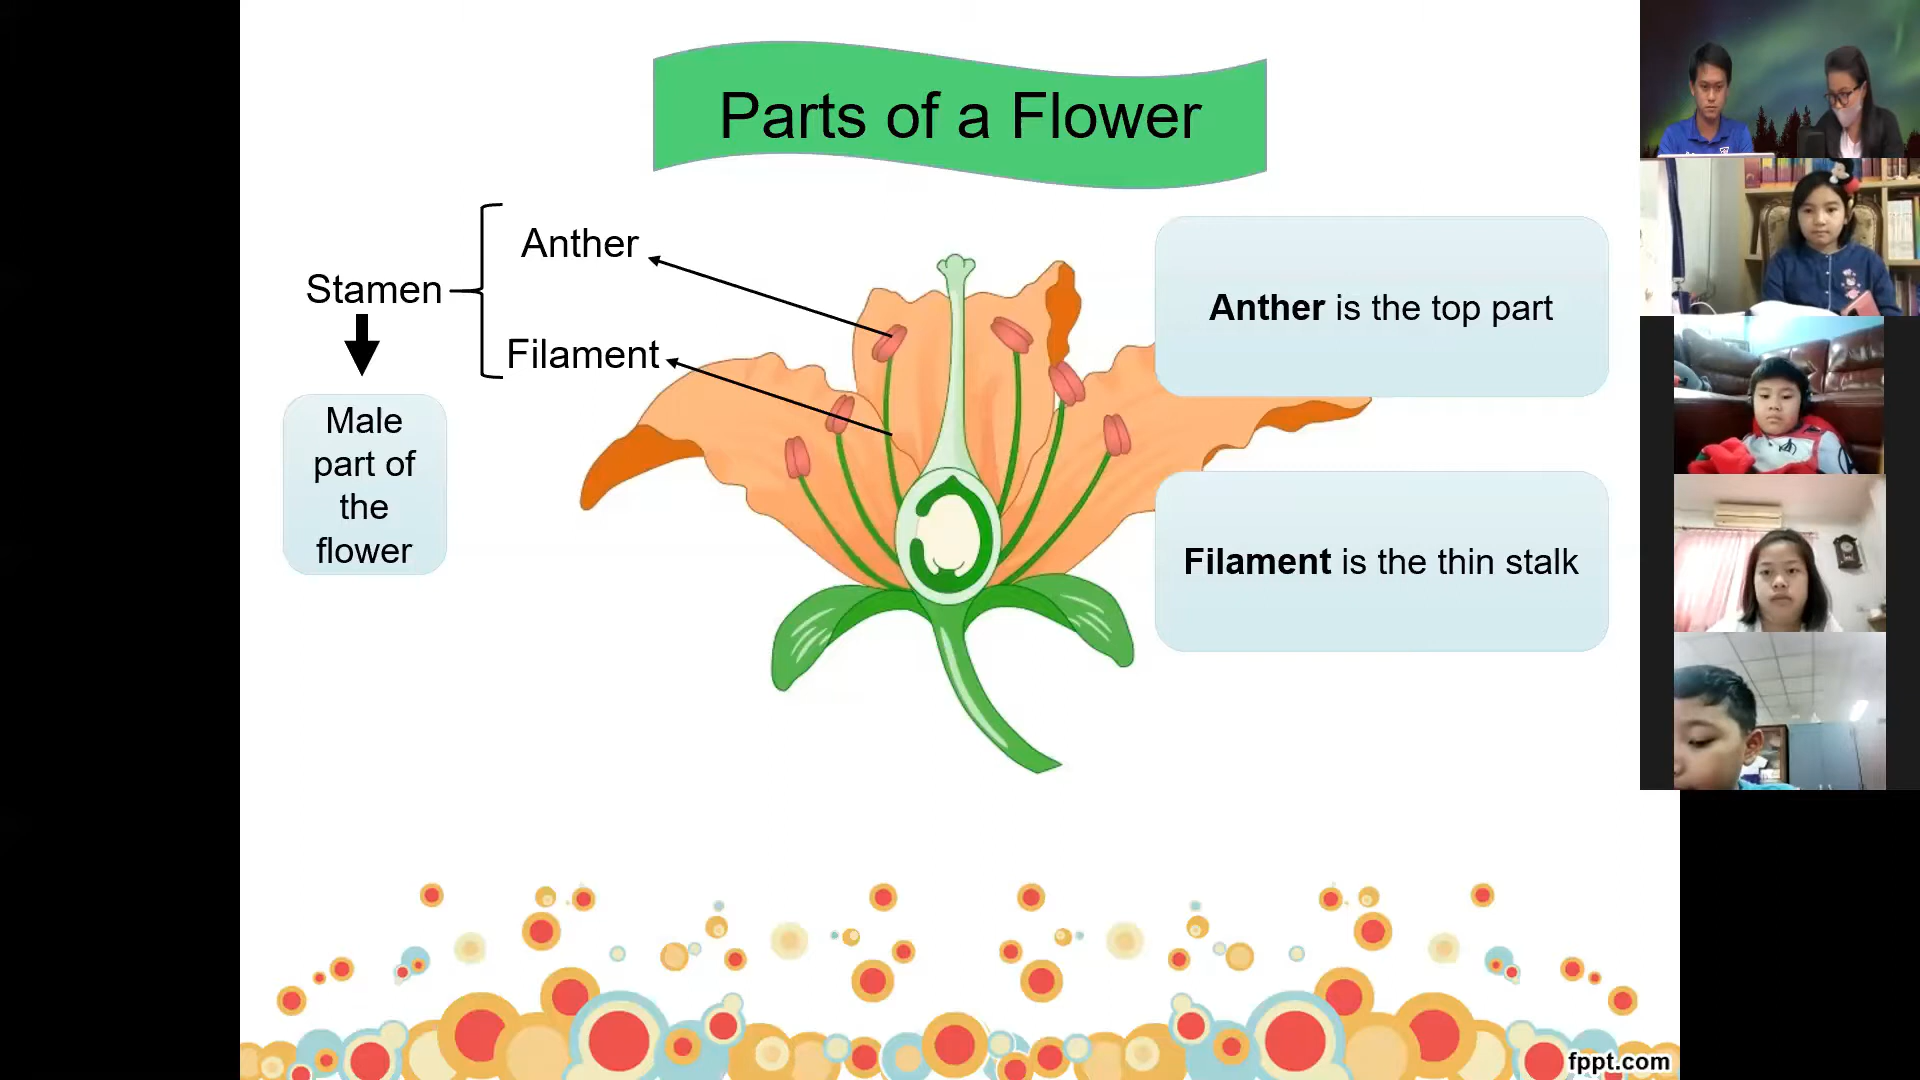 Parts of a Flower
Anther
Stamen
Filament
Male
part of
the
flower
Anther is the top part
Filament is the thin stalk
fppt.com